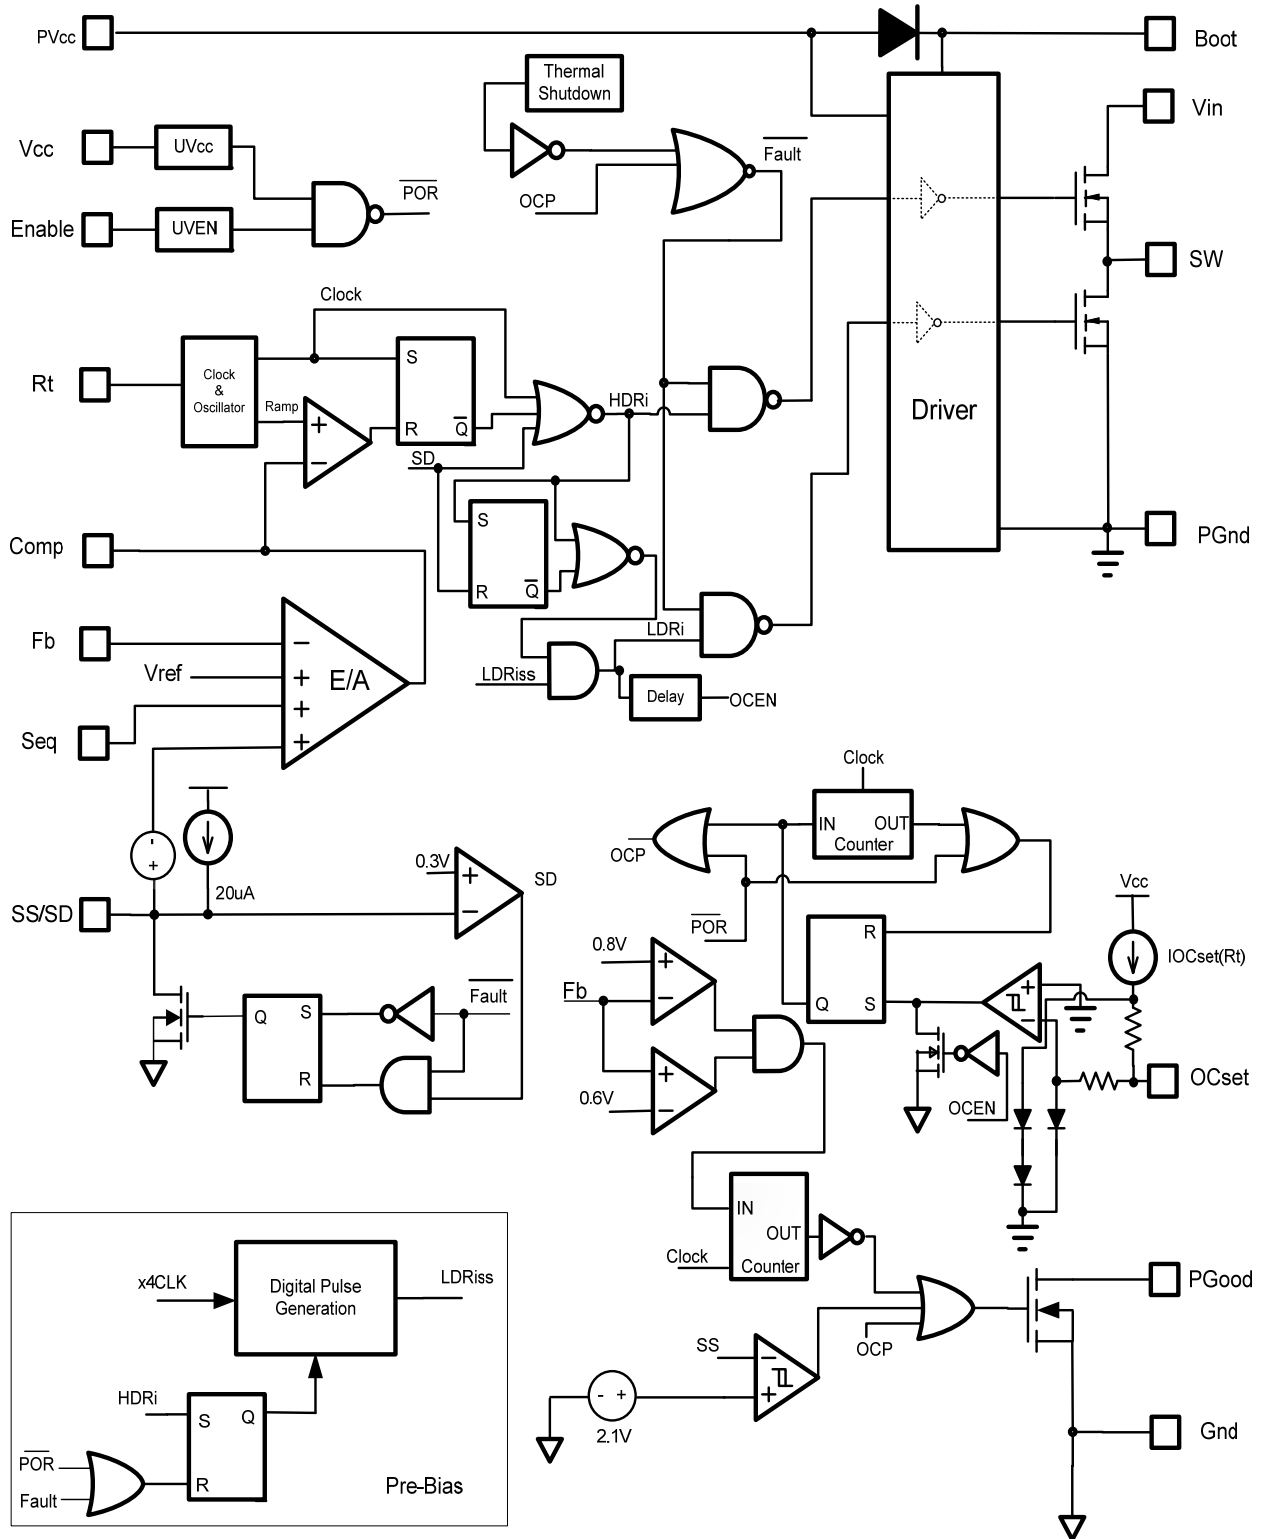 PVcc
Boot
Thermal
Shutdown
Vin
Vcc
UVcc
Fault
POR
OCP
Enable
UVEN
SW
Clock
Rt
Clock
&
Oscillator
Ramp
S
R
Q
HDRi
SD
Driver
S
R
Q
Comp
PGnd
Fb
Vref
E/A
Seq
LDRi
LDRiss
Delay
OCEN
Clock
IN
OUT
Counter
OCP
20uA
0.3V
SD
SS/SD
POR
R
Q
S
Vcc
IOCset(Rt)
0.8V
Fb
0.6V
Fault
Q
S
R
OCset
OCEN
IN
OUT
Counter
Clock
x4CLK
Digital Pulse
Generation
LDRiss
PGood
SS
OCP
2.1V
HDRi
S
Q
R
POR
Fault
Pre-Bias
Gnd